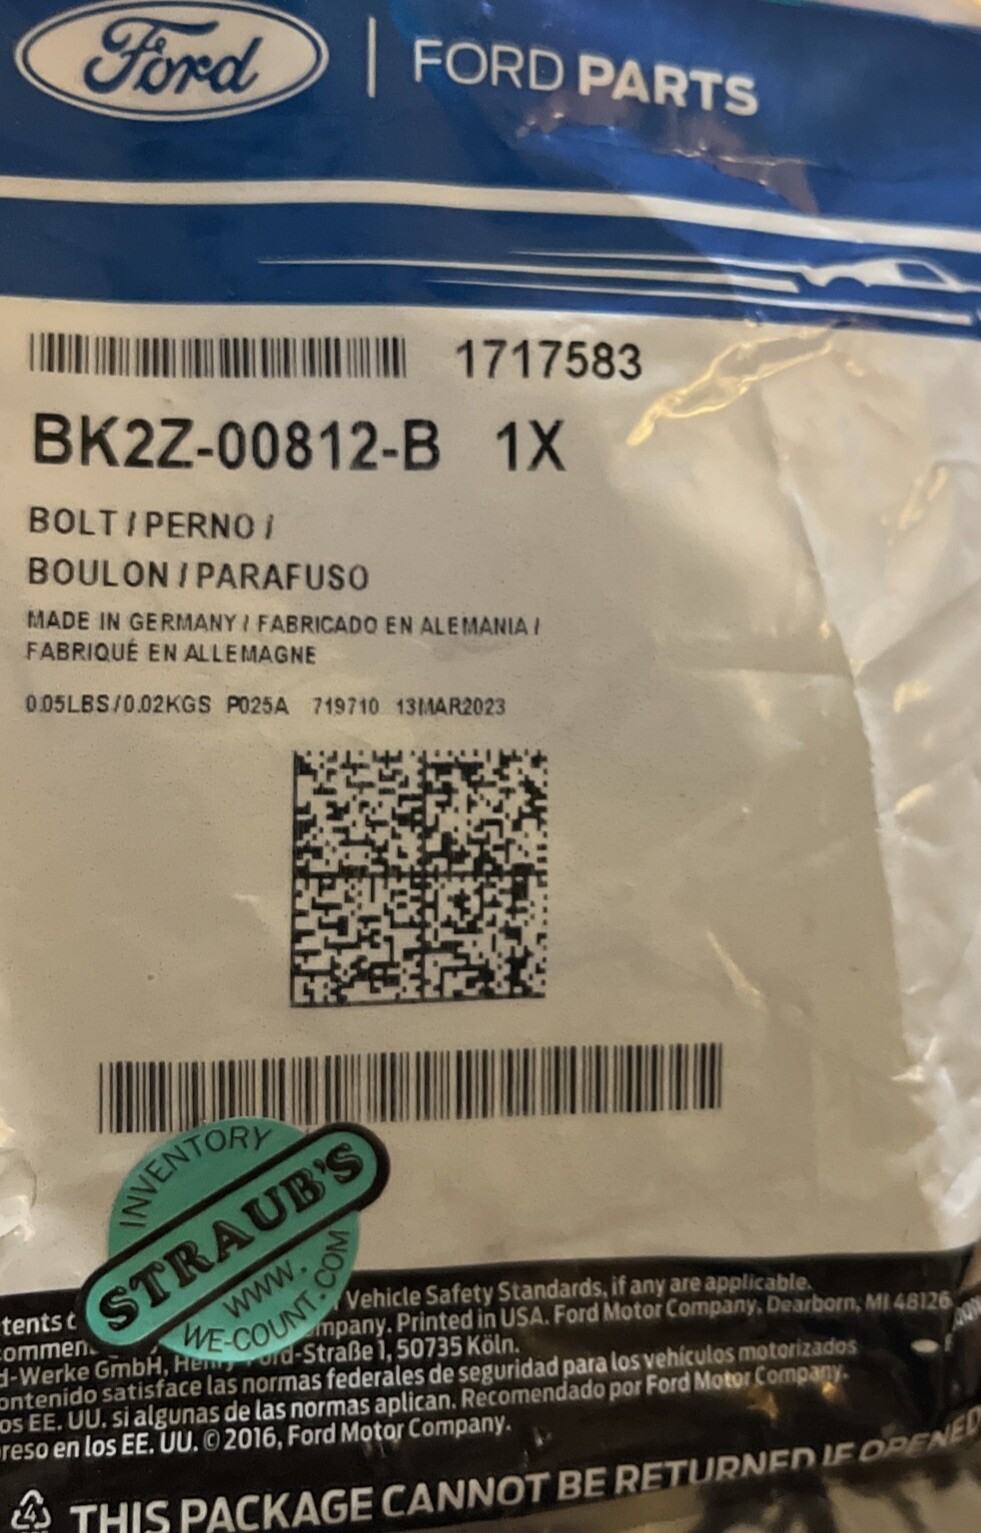 Ford | FORD PARTS
1717583
BK2Z-00812-B 1X
BOLT / PERNO /
BOULON / PARAFUSO
MADE IN GERMANY / FABRICADO EN ALEMANIA /
FABRIQUÉ EN ALLEMAGNE
0.05LBS/0.02KGS P025A 719710 13MAR2023
INVENTORY
STRAUB'S
WWW.
WE-COUNT.COM
Vehicle Safety Standards, if any are applicable.
tents mpany. Printed in USA. Ford Motor Company, Dearborn, MI 48126
ommen -Straße 1, 50735 Köln.
d-Werke GmbH, Henry
ontenido satisface las normas federales de seguridad para los vehículos motorizados
os EE. UU. si algunas de las normas aplican. Recomendado por Ford Motor Company.
reso en los EE. UU. © 2016, Ford Motor Company.
4
THIS PACKAGE CANNOT BE RETURNED IF OPENED